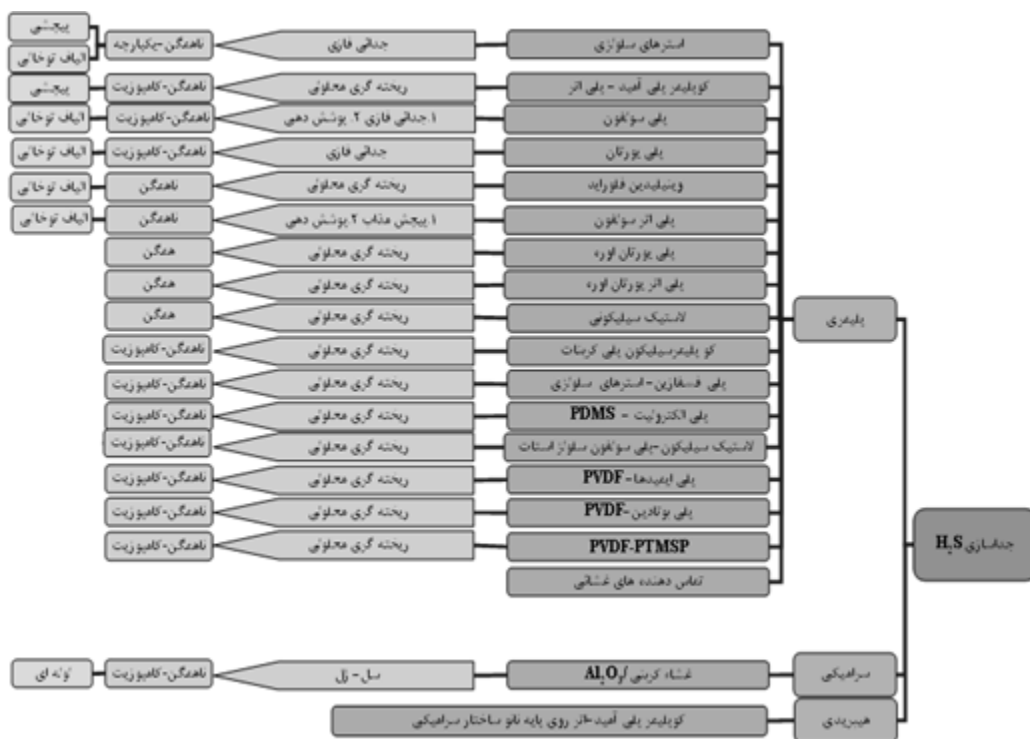 جداسازی H₂S
پلیمری
استرهای سلولزی
جدائی فازی
ناهمگن-یکپارچه
پیچشی
الیاف توخالی
کوپلیمر پلی آمید - پلی اتر
ریخته گری محلولی
ناهمگن-کامپوزیت
پیچشی
پلی سولفون
۱.جدائی فازی ۲. پوشش دهی
ناهمگن-کامپوزیت
الیاف توخالی
پلی یورتان
جدائی فازی
ناهمگن-کامپوزیت
الیاف توخالی
وینیلیدین فلوراید
ریخته گری محلولی
ناهمگن
الیاف توخالی
پلی اتر سولفون
۱.پیچش مذاب ۲.پوشش دهی
ناهمگن
الیاف توخالی
پلی یورتان اوره
ریخته گری محلولی
همگن
پلی اتر یورتان اوره
ریخته گری محلولی
همگن
لاستیک سیلیکونی
ریخته گری محلولی
همگن
کو پلیمرسیلیکون پلی کربنات
ریخته گری محلولی
ناهمگن-کامپوزیت
پلی فسفازین-استرهای سلولزی
ریخته گری محلولی
ناهمگن-کامپوزیت
پلی الکترولیت - PDMS
ریخته گری محلولی
ناهمگن-کامپوزیت
لاستیک سیلیکون-پلی سولفون سلولز استات
ریخته گری محلولی
ناهمگن-کامپوزیت
پلی ایمیدها-PVDF
ریخته گری محلولی
ناهمگن-کامپوزیت
پلی بوتادین-PVDF
ریخته گری محلولی
ناهمگن-کامپوزیت
PVDF-PTMSP
ریخته گری محلولی
ناهمگن-کامپوزیت
تماس دهنده های غشائی
سرامیکی
غشاء کربنی/Al₂O₃
سل- ژل
ناهمگن-کامپوزیت
لوله ای
هیبریدی
کوپلیمر پلی آمید-اتر روی پایه نانو ساختار سرامیکی